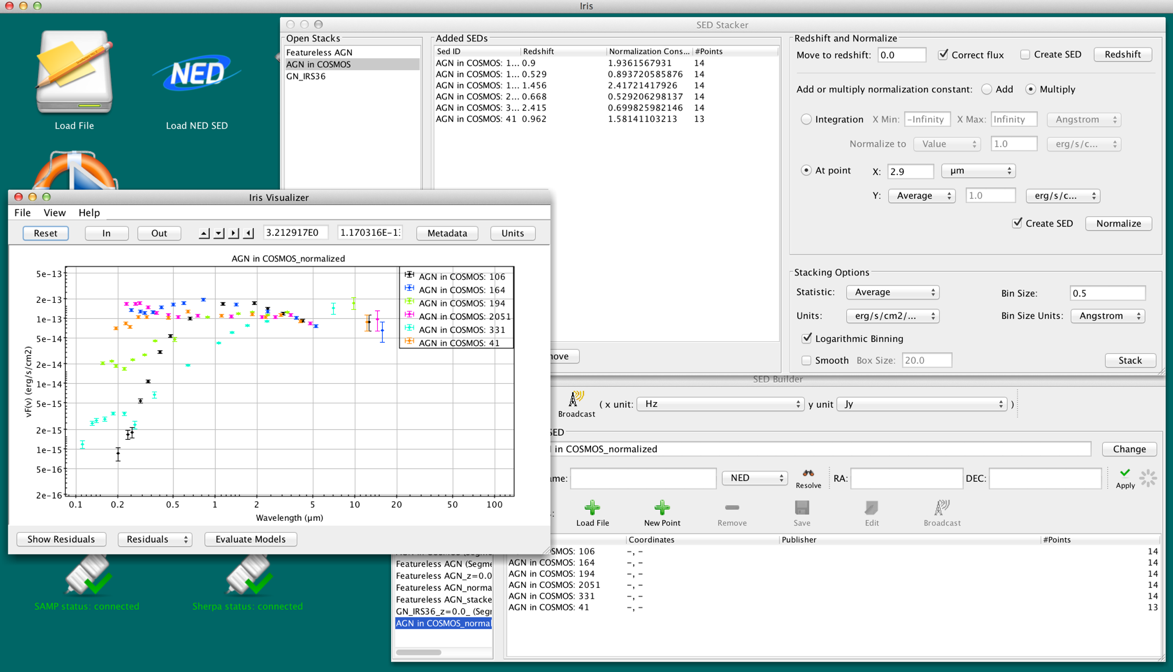 Iris
NED
Load File
Load NED SED
SED Stacker
Open Stacks
Featureless AGN
AGN in COSMOS
GN_IRS36
Added SEDs
Sed ID Redshift Normalization Cons... #Points
AGN in COSMOS: 1... 0.9 1.9361567931 14
AGN in COSMOS: 1... 0.529 0.893720585876 14
AGN in COSMOS: 1... 1.456 2.41721417926 14
AGN in COSMOS: 2... 0.668 0.529206298137 14
AGN in COSMOS: 3... 2.415 0.699825982146 14
AGN in COSMOS: 41 0.962 1.58141103213 13
Redshift and Normalize
Move to redshift: 0.0 Correct flux Create SED Redshift
Add or multiply normalization constant: Add Multiply
Integration X Min: -Infinity X Max: Infinity Angstrom
Normalize to Value 1.0 erg/s/c...
At point X: 2.9 µm
Y: Average 1.0 erg/s/c...
Create SED Normalize
Stacking Options
Statistic: Average Bin Size: 0.5
Units: erg/s/cm2/... Bin Size Units: Angstrom
Logarithmic Binning
Smooth Box Size: 20.0 Stack
ove
Iris Visualizer
File View Help
Reset In Out 3.212917E0 1.170316E-1 Metadata Units
AGN in COSMOS_normalized
5e-13
2e-13
1e-13
5e-14
2e-14
1e-14
5e-15
2e-15
1e-15
5e-16
2e-16
νF(ν) (erg/s/cm2)
AGN in COSMOS: 106
AGN in COSMOS: 164
AGN in COSMOS: 194
AGN in COSMOS: 2051
AGN in COSMOS: 331
AGN in COSMOS: 41
0.1 0.2 0.5 1 2 5 10 20 50 100
Wavelength (µm)
Show Residuals Residuals Evaluate Models
SAMP status: connected
Sherpa status: connected
SED Builder
Broadcast ( x unit: Hz y unit Jy )
ED
in COSMOS_normalized Change
me: NED Resolve RA: DEC: Apply
s:
Load File New Point Remove Save Edit Broadcast
Coordinates Publisher #Points
AGN in COSMOS: 106 -, - 14
AGN in COSMOS: 164 -, - 14
AGN in COSMOS: 194 -, - 14
AGN in COSMOS: 2051 -, - 14
AGN in COSMOS: 331 -, - 14
AGN in COSMOS: 41 -, - 13
Featureless AGN (Segme
Featureless AGN_z=0.0
Featureless AGN_norma
Featureless AGN_stacke
GN_IRS36_z=0.0_ (Segr
AGN in COSMOS_normal